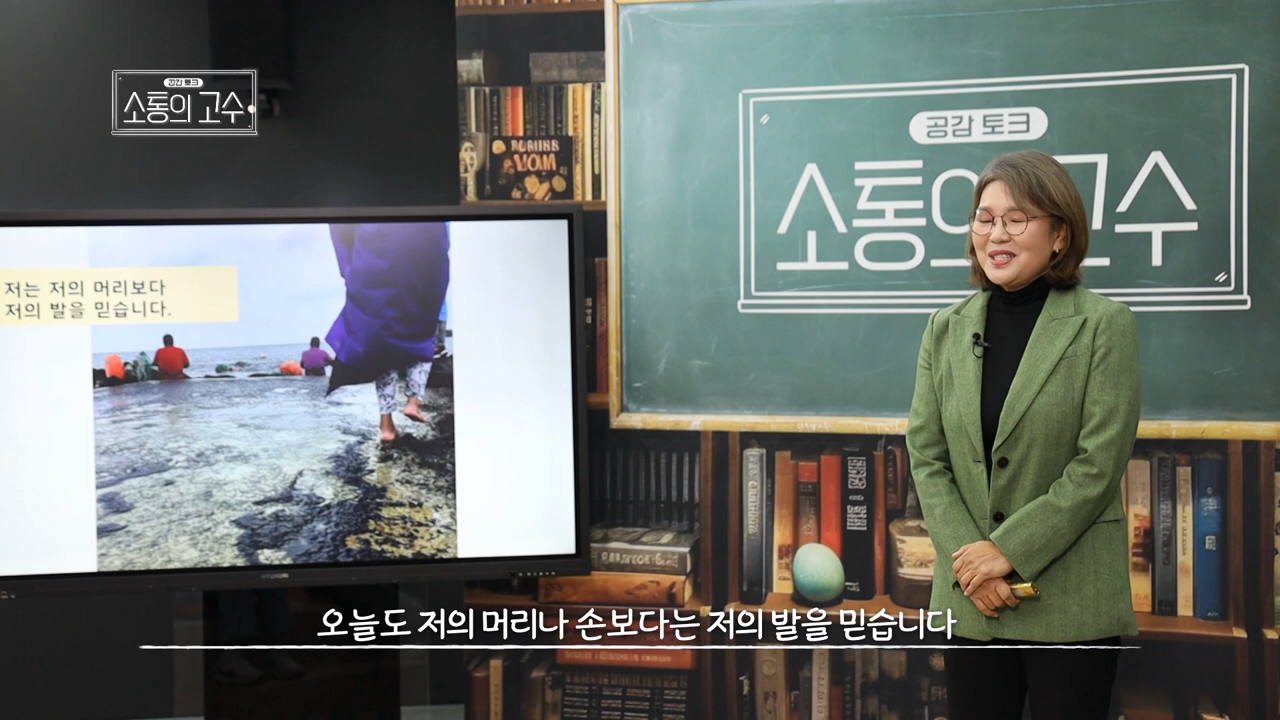 공감 토크
소통의 고수
공감 토크
소통의 고수
저는 저의 머리보다
저의 발을 믿습니다.
HYUNDAI
오늘도 저의 머리나 손보다는 저의 발을 믿습니다